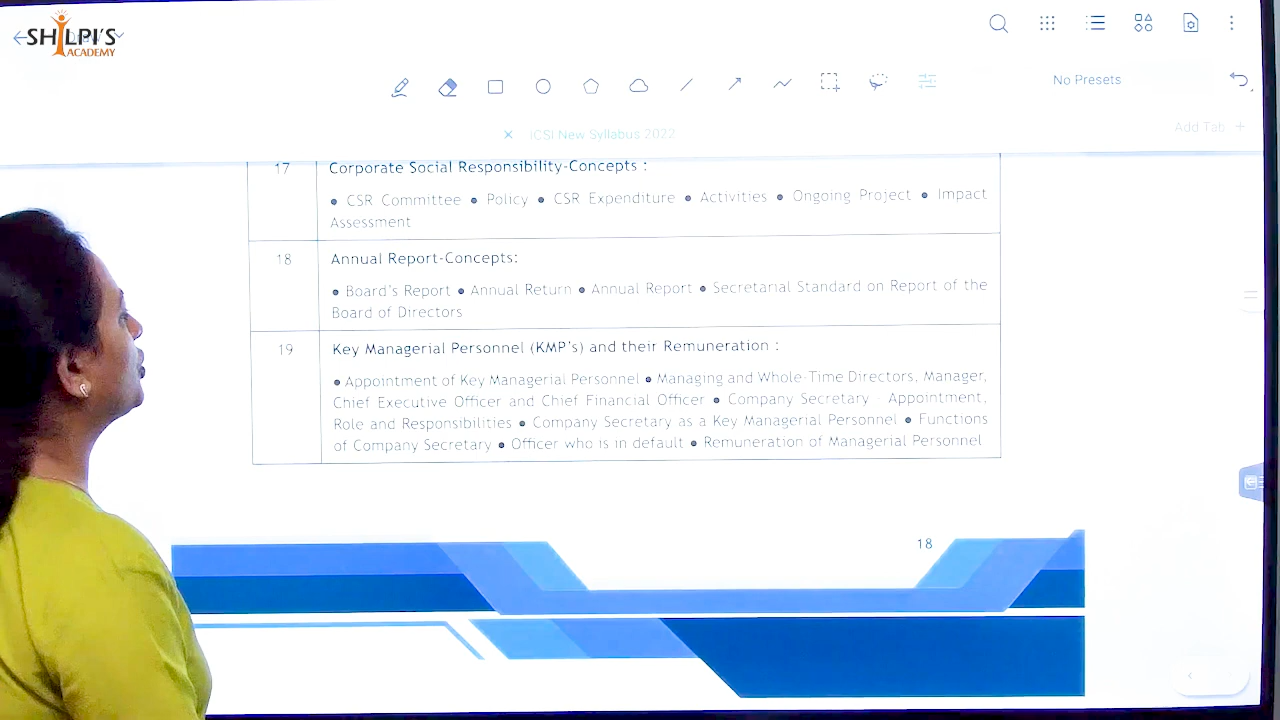 SHILPI'S
ACADEMY
No Presets
ICSI New Syllabus 2022
Add Tab +
17 Corporate Social Responsibility-Concepts :
• CSR Committee • Policy • CSR Expenditure • Activities • Ongoing Project • Impact
Assessment
18 Annual Report-Concepts:
• Board's Report • Annual Return • Annual Report • Secretarial Standard on Report of the
Board of Directors
19 Key Managerial Personnel (KMP's) and their Remuneration :
• Appointment of Key Managerial Personnel • Managing and Whole-Time Directors, Manager,
Chief Executive Officer and Chief Financial Officer • Company Secretary - Appointment,
Role and Responsibilities • Company Secretary as a Key Managerial Personnel • Functions
of Company Secretary • Officer who is in default • Remuneration of Managerial Personnel
18